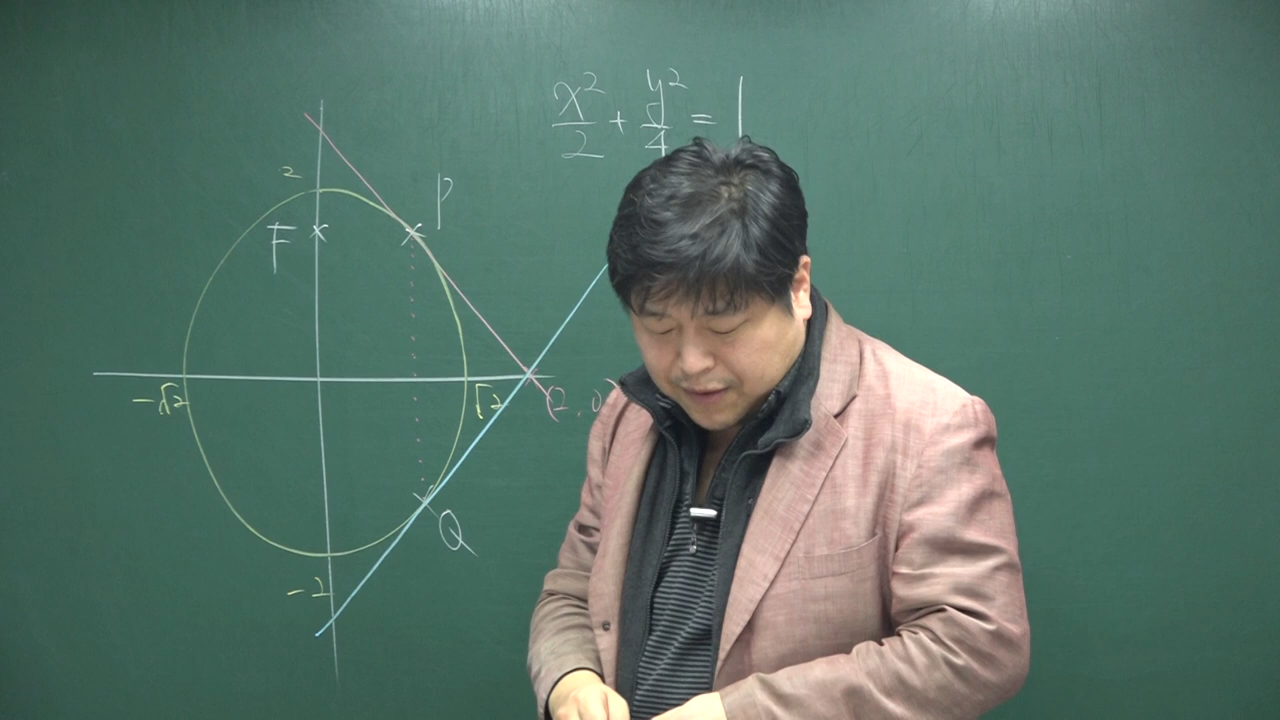 x²/2 + y²/4 = 1
2
P
F
-√2
√2
(2, 0)
Q
-2